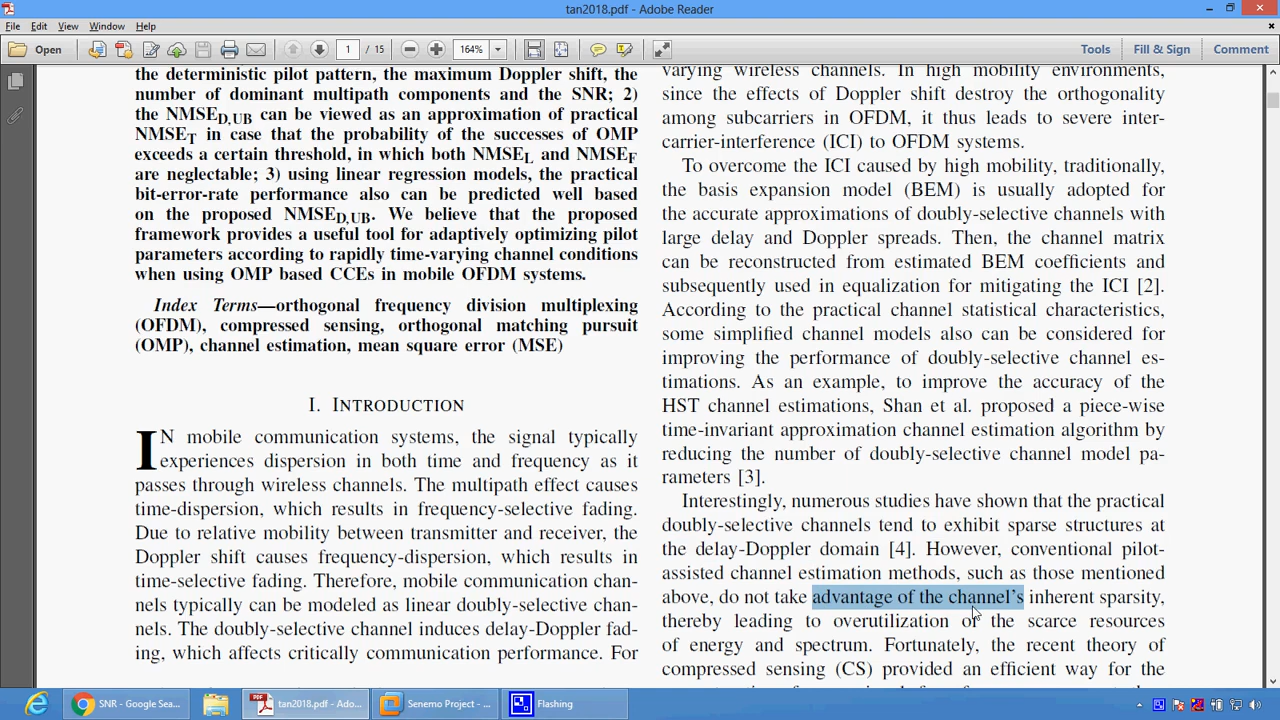 tan2018.pdf - Adobe Reader
File Edit View Window Help
Open 1 / 15 164% Tools Fill & Sign Comment
the deterministic pilot pattern, the maximum Doppler shift, the
number of dominant multipath components and the SNR; 2)
the NMSED,UB can be viewed as an approximation of practical
NMSET in case that the probability of the successes of OMP
exceeds a certain threshold, in which both NMSEL and NMSEF
are neglectable; 3) using linear regression models, the practical
bit-error-rate performance also can be predicted well based
on the proposed NMSED,UB. We believe that the proposed
framework provides a useful tool for adaptively optimizing pilot
parameters according to rapidly time-varying channel conditions
when using OMP based CCEs in mobile OFDM systems.
Index Terms—orthogonal frequency division multiplexing
(OFDM), compressed sensing, orthogonal matching pursuit
(OMP), channel estimation, mean square error (MSE)
I. INTRODUCTION
IN mobile communication systems, the signal typically
experiences dispersion in both time and frequency as it
passes through wireless channels. The multipath effect causes
time-dispersion, which results in frequency-selective fading.
Due to relative mobility between transmitter and receiver, the
Doppler shift causes frequency-dispersion, which results in
time-selective fading. Therefore, mobile communication chan-
nels typically can be modeled as linear doubly-selective chan-
nels. The doubly-selective channel induces delay-Doppler fad-
ing, which affects critically communication performance. For
varying wireless channels. In high mobility environments,
since the effects of Doppler shift destroy the orthogonality
among subcarriers in OFDM, it thus leads to severe inter-
carrier-interference (ICI) to OFDM systems.
To overcome the ICI caused by high mobility, traditionally,
the basis expansion model (BEM) is usually adopted for
the accurate approximations of doubly-selective channels with
large delay and Doppler spreads. Then, the channel matrix
can be reconstructed from estimated BEM coefficients and
subsequently used in equalization for mitigating the ICI [2].
According to the practical channel statistical characteristics,
some simplified channel models also can be considered for
improving the performance of doubly-selective channel es-
timations. As an example, to improve the accuracy of the
HST channel estimations, Shan et al. proposed a piece-wise
time-invariant approximation channel estimation algorithm by
reducing the number of doubly-selective channel model pa-
rameters [3].
Interestingly, numerous studies have shown that the practical
doubly-selective channels tend to exhibit sparse structures at
the delay-Doppler domain [4]. However, conventional pilot-
assisted channel estimation methods, such as those mentioned
above, do not take advantage of the channel's inherent sparsity,
thereby leading to overutilization of the scarce resources
of energy and spectrum. Fortunately, the recent theory of
compressed sensing (CS) provided an efficient way for the
SNR - Google Sea... tan2018.pdf - Ado... Senemo Project - ... Flashing